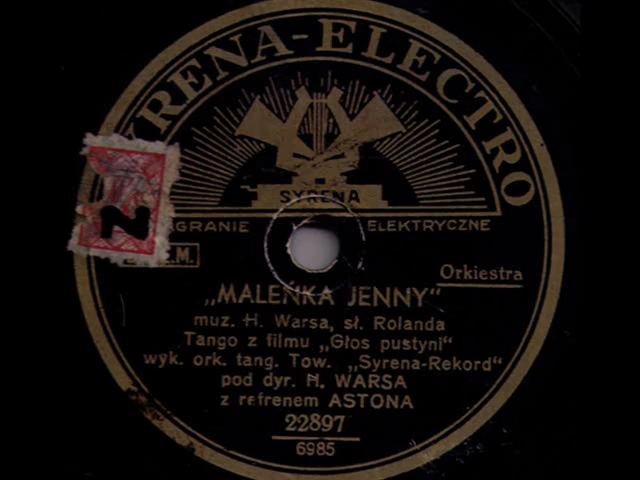 SYRENA-ELECTRO
SYRENA
NAGRANIE ELEKTRYCZNE
Z
Orkiestra
„MALEŃKA JENNY"
muz. H. Warsa, sł. Rolanda
Tango z filmu „Głos pustyni"
wyk. ork. tang. Tow. „Syrena-Rekord"
pod dyr. H. WARSA
z refrenem ASTONA
22897
6985